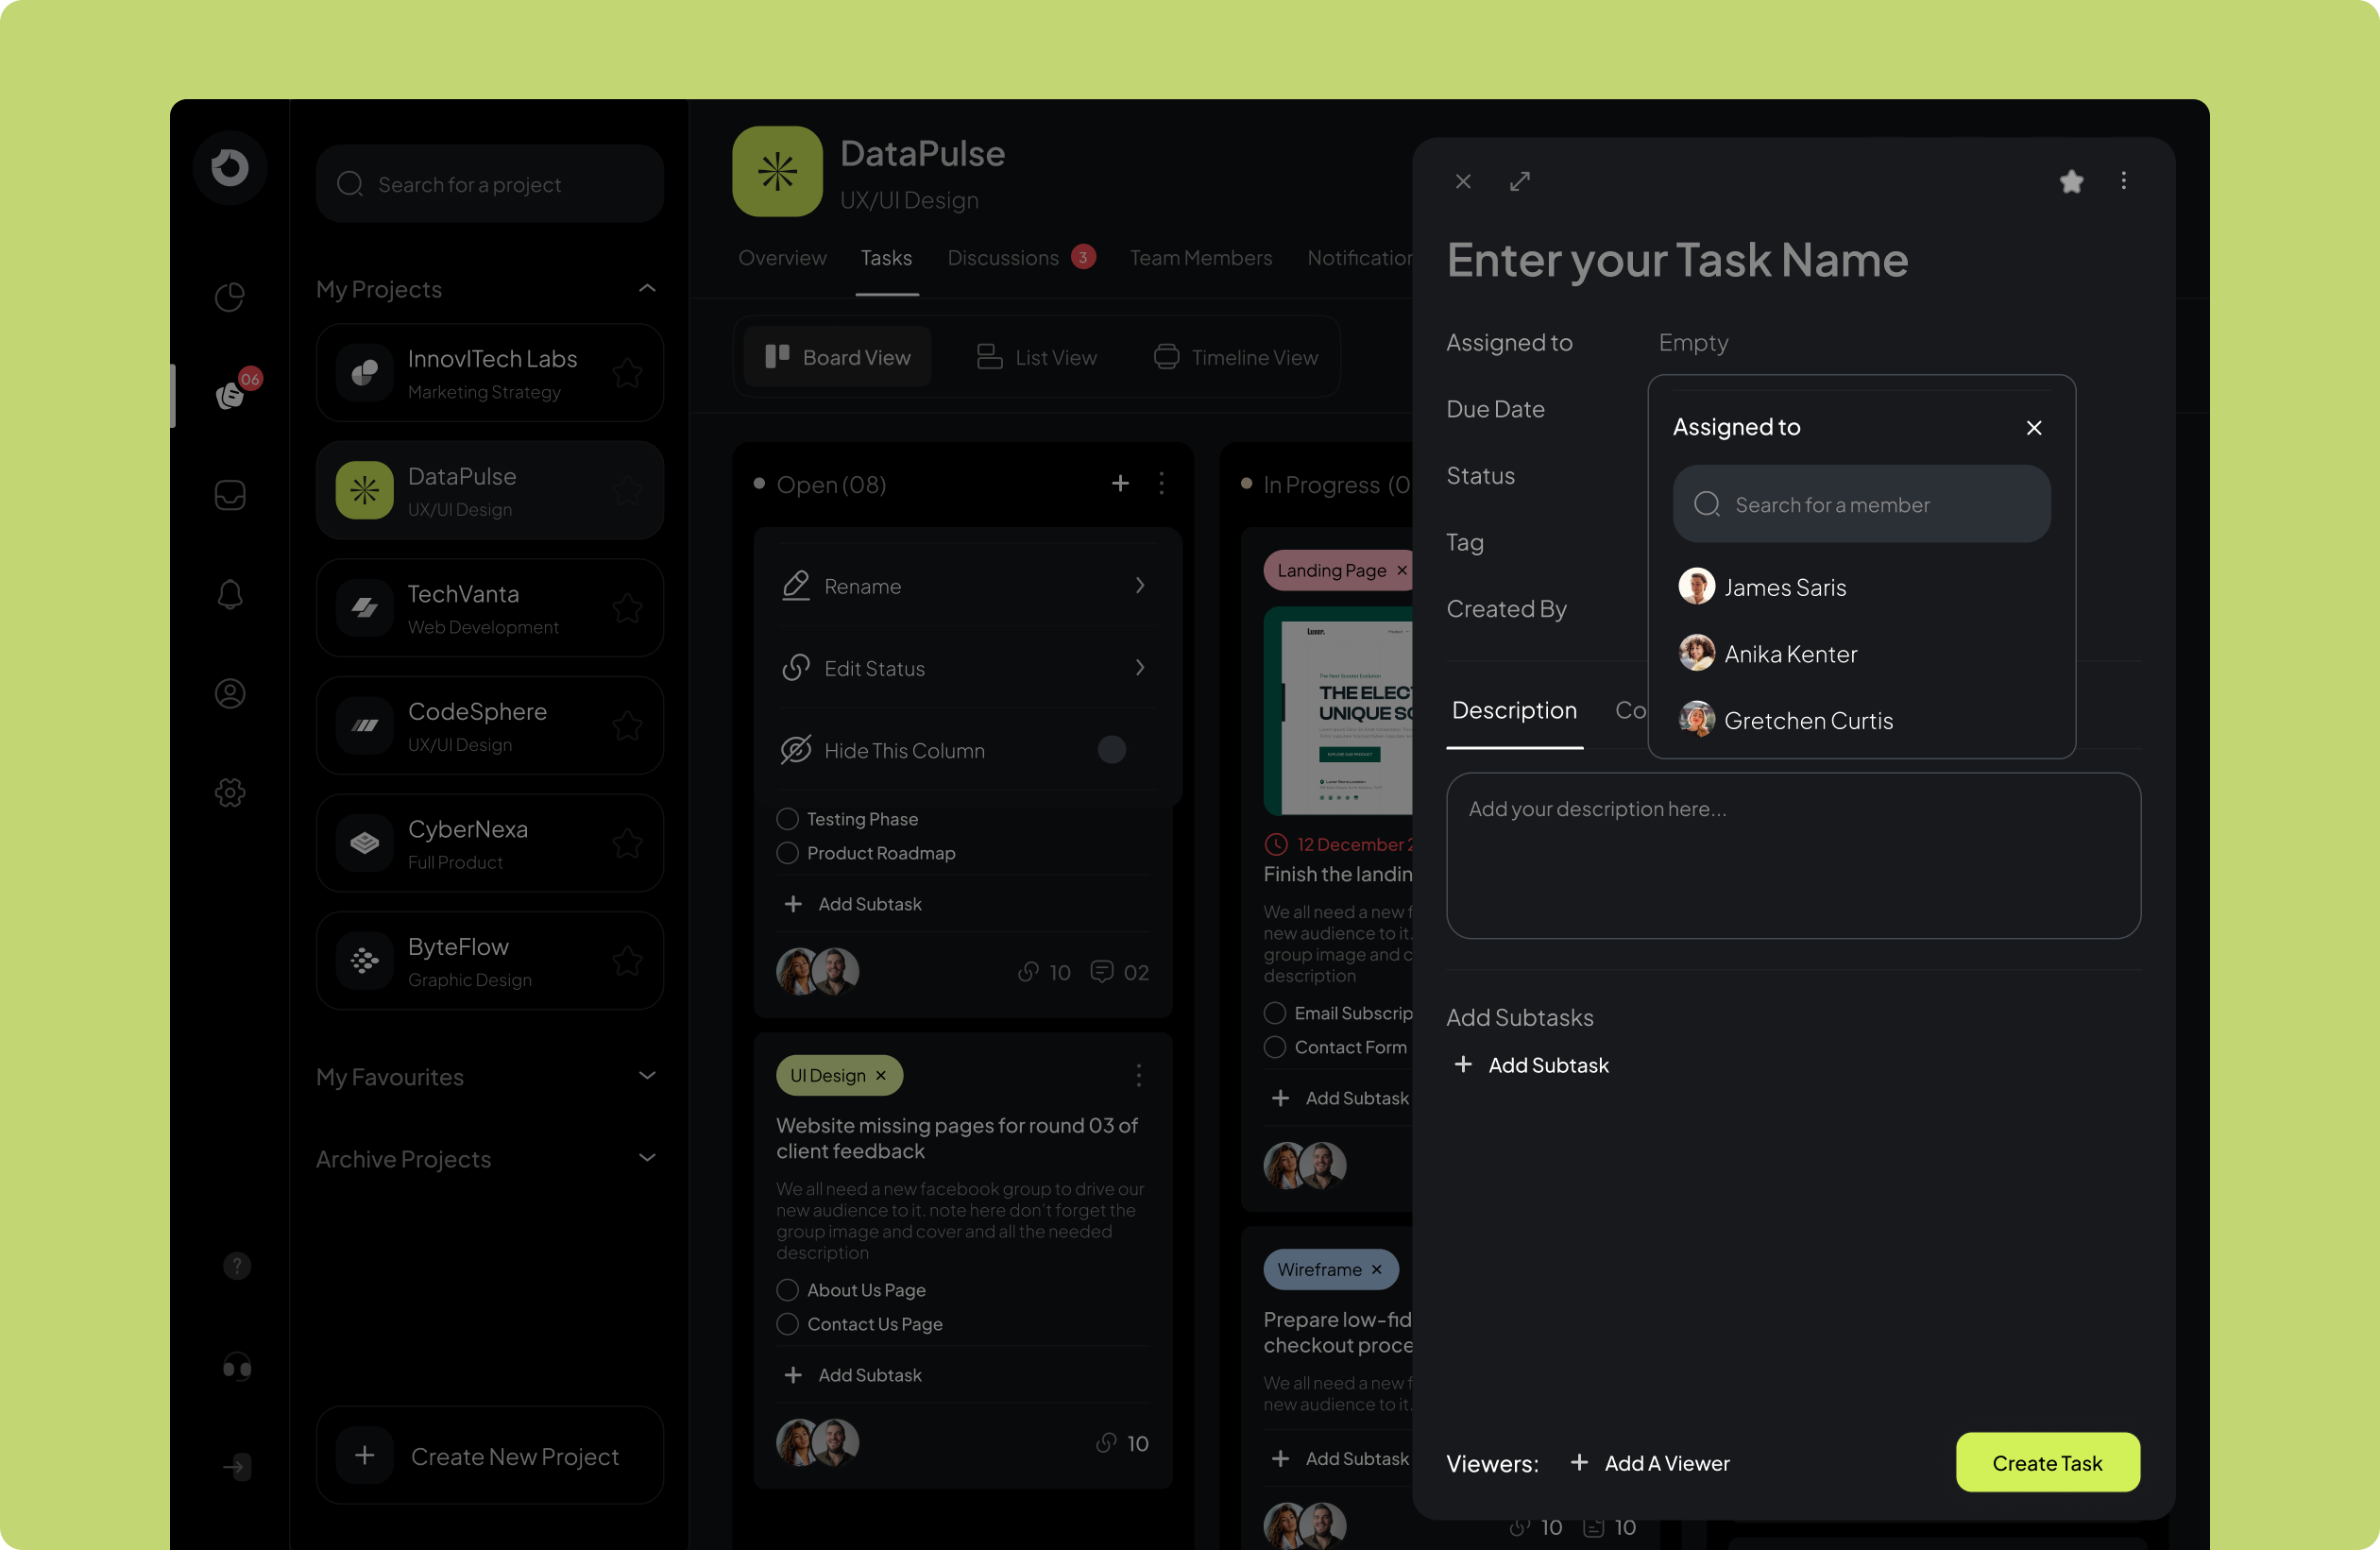 Search for a project
My Projects
InnovITech Labs
Marketing Strategy
06
DataPulse
UX/UI Design
TechVanta
Web Development
CodeSphere
UX/UI Design
CyberNexa
Full Product
ByteFlow
Graphic Design
My Favourites
Archive Projects
?
Create New Project
DataPulse
UX/UI Design
Overview
Tasks
Discussions 3
Team Members
Board View
List View
Timeline View
Open (08)
Rename
Edit Status
Hide This Column
Testing Phase
Product Roadmap
Add Subtask
10
02
UI Design
Website missing pages for round 03 of
client feedback
We all need a new facebook group to drive our
new audience to it. note here don't forget the
group image and cover and all the needed
description
About Us Page
Contact Us Page
Add Subtask
10
In Progress (0
Landing Page
Luxor.
Product
The Next Scooter Evolution
THE ELEC
UNIQUE SC
12 December 2
Finish the landin
We all need a new f
new audience to it.
group image and c
description
Email Subscrip
Contact Form
Add Subtask
Wireframe
Prepare low-fid
checkout proce
We all need a new f
new audience to it.
Add Subtask
10
10
Enter your Task Name
Assigned to
Empty
Due Date
Status
Tag
Created By
Assigned to
Search for a member
James Saris
Anika Kenter
Gretchen Curtis
Description
Co
Add your description here...
Add Subtasks
Add Subtask
Viewers:
Add A Viewer
Create Task